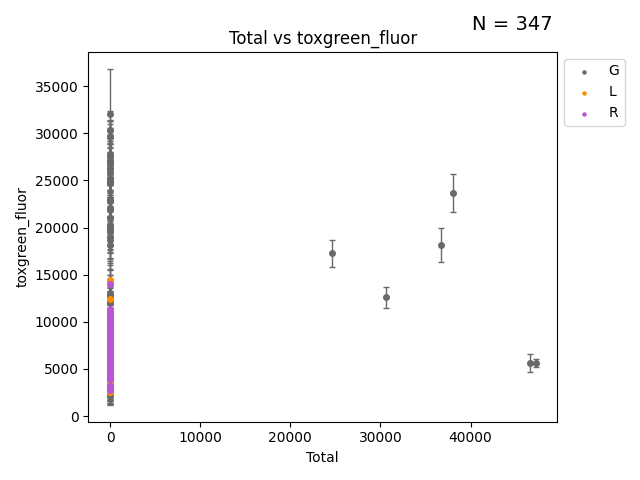 N = 347
Total vs toxgreen_fluor
G
L
R
35000
30000
25000
20000
15000
10000
5000
0
toxgreen_fluor
0 10000 20000 30000 40000
Total